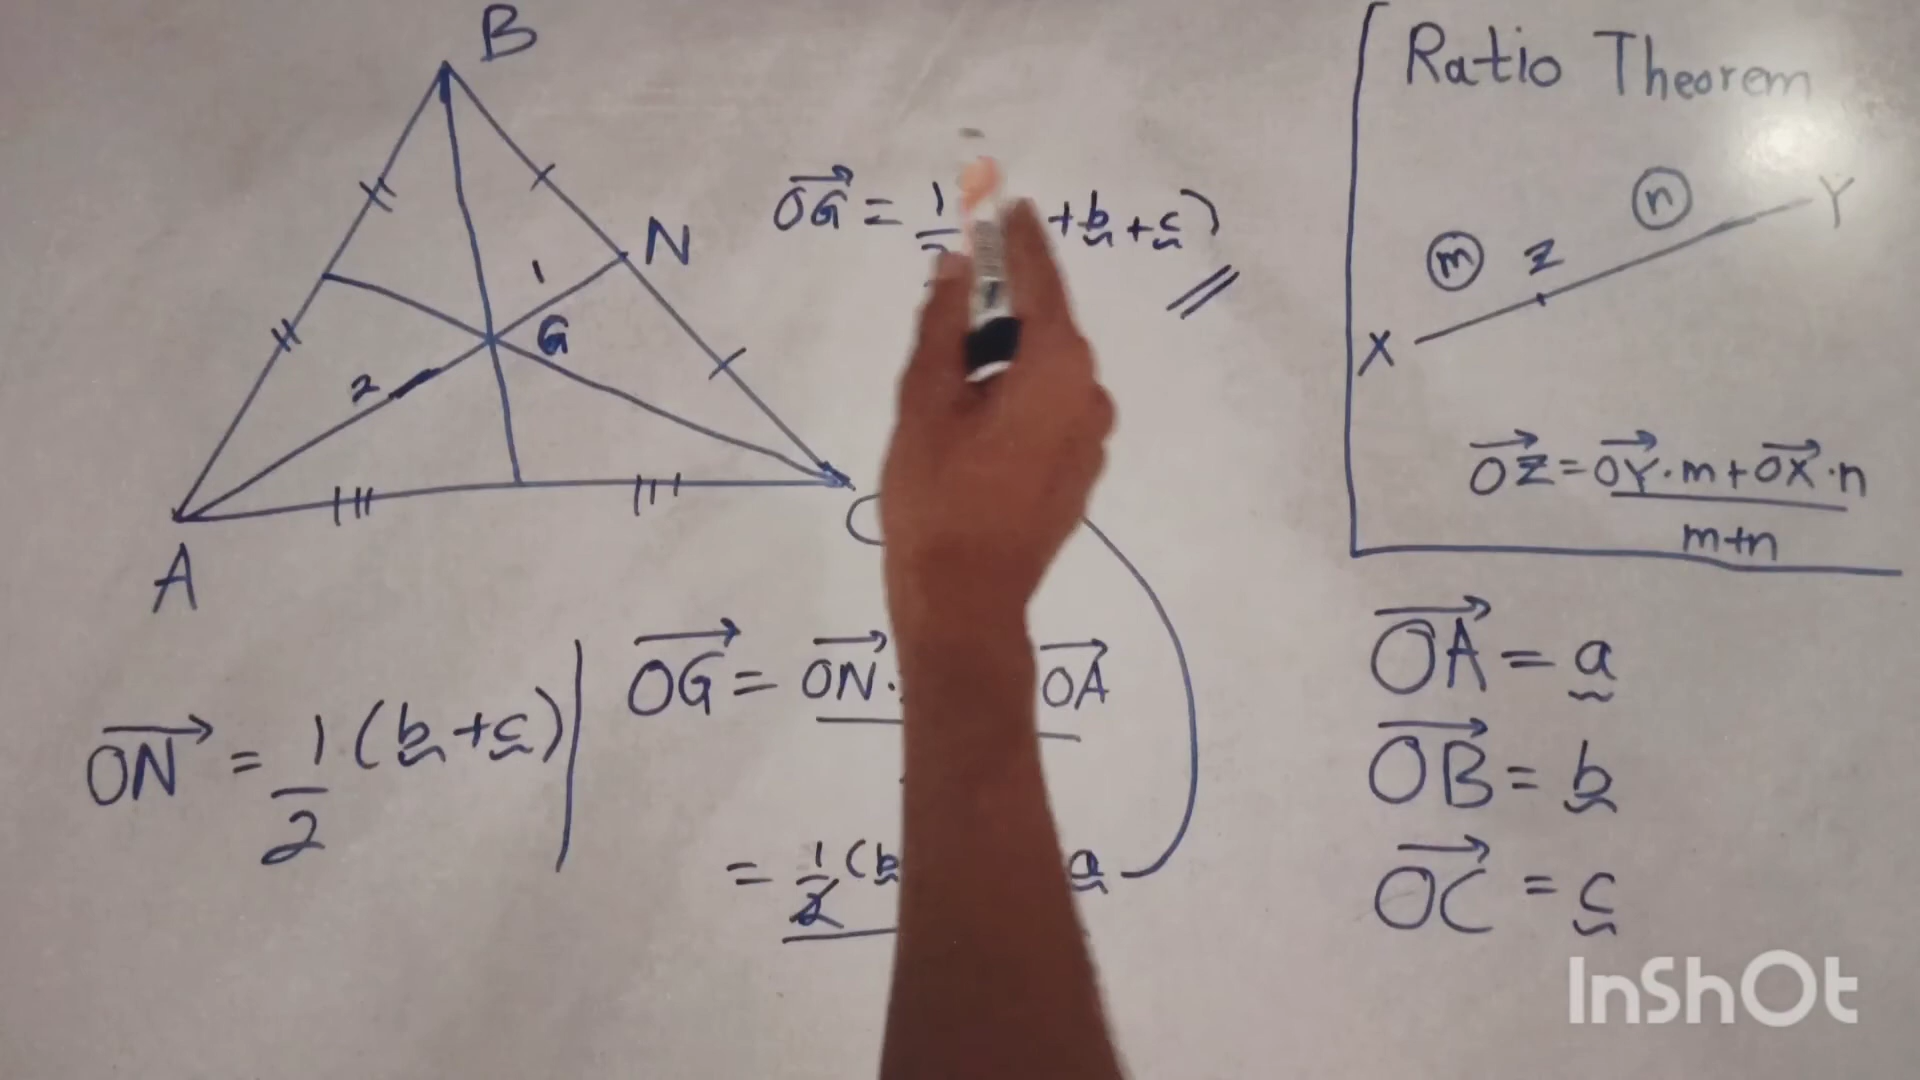 B
N
1
G
2
A
C
OG = 1 + b + c)
Ratio Theorem
m
n
Z
X
Y
OZ = OY·m + OX·n
m+n
ON = 1 (b + c)
2
OG = ON. OA
= 1 (b a
2
OA = a
OB = b
OC = c
InShOt